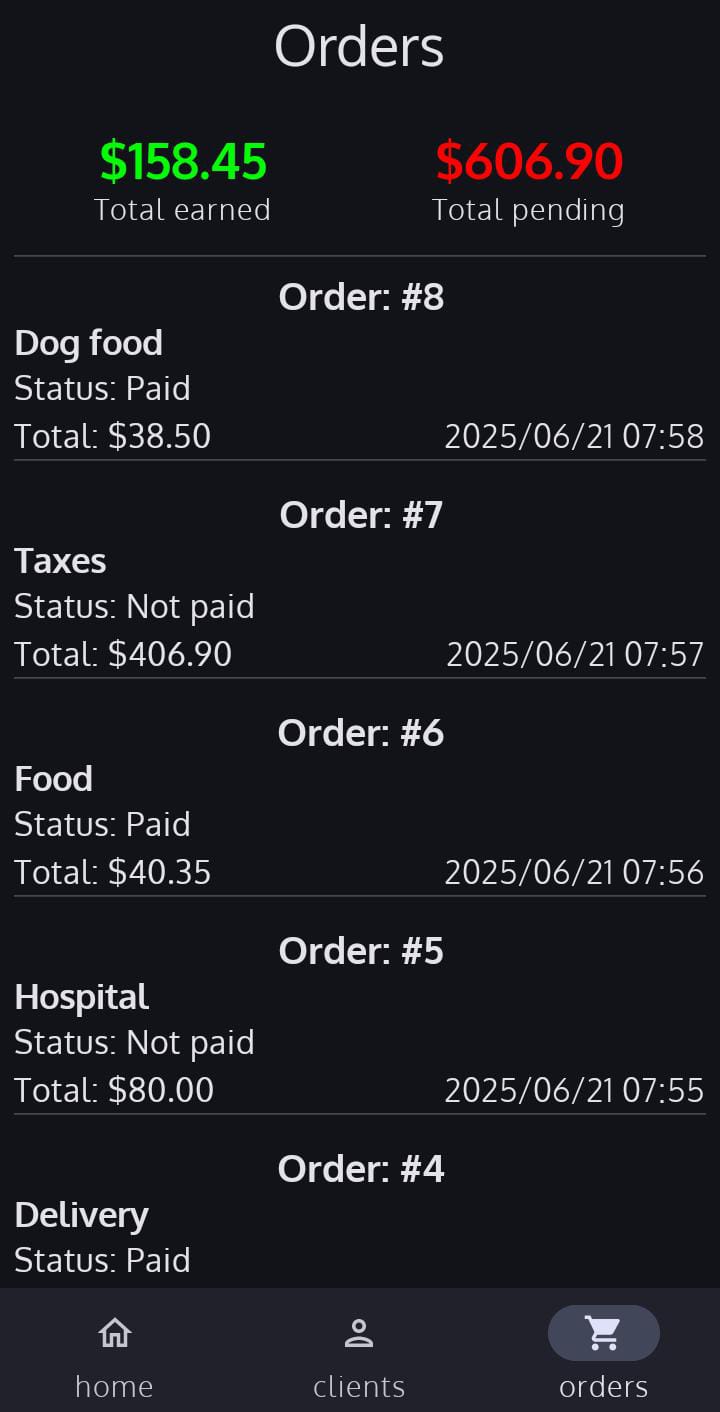 Orders
$158.45 $606.90
Total earned Total pending
Order: #8
Dog food
Status: Paid
Total: $38.50 2025/06/21 07:58
Order: #7
Taxes
Status: Not paid
Total: $406.90 2025/06/21 07:57
Order: #6
Food
Status: Paid
Total: $40.35 2025/06/21 07:56
Order: #5
Hospital
Status: Not paid
Total: $80.00 2025/06/21 07:55
Order: #4
Delivery
Status: Paid
home clients orders